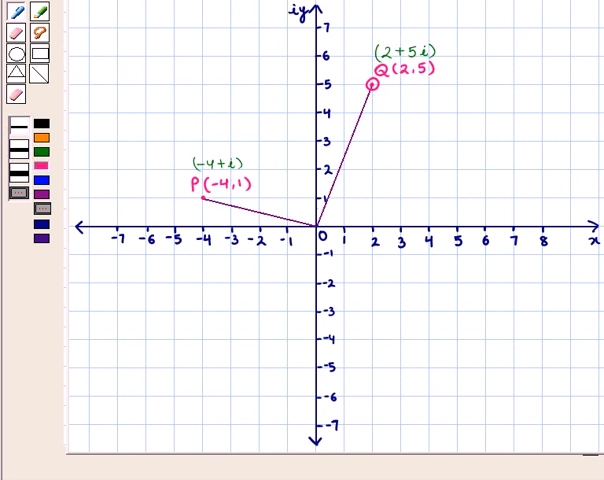 iy
7
(2+5i)
6
Q(2,5)
5
4
3
(-4+i)
2
P(-4,1)
1
-7 -6 -5 -4 -3 -2 -1 0 1 2 3 4 5 6 7 8 x
-1
-2
-3
-4
-5
-6
-7